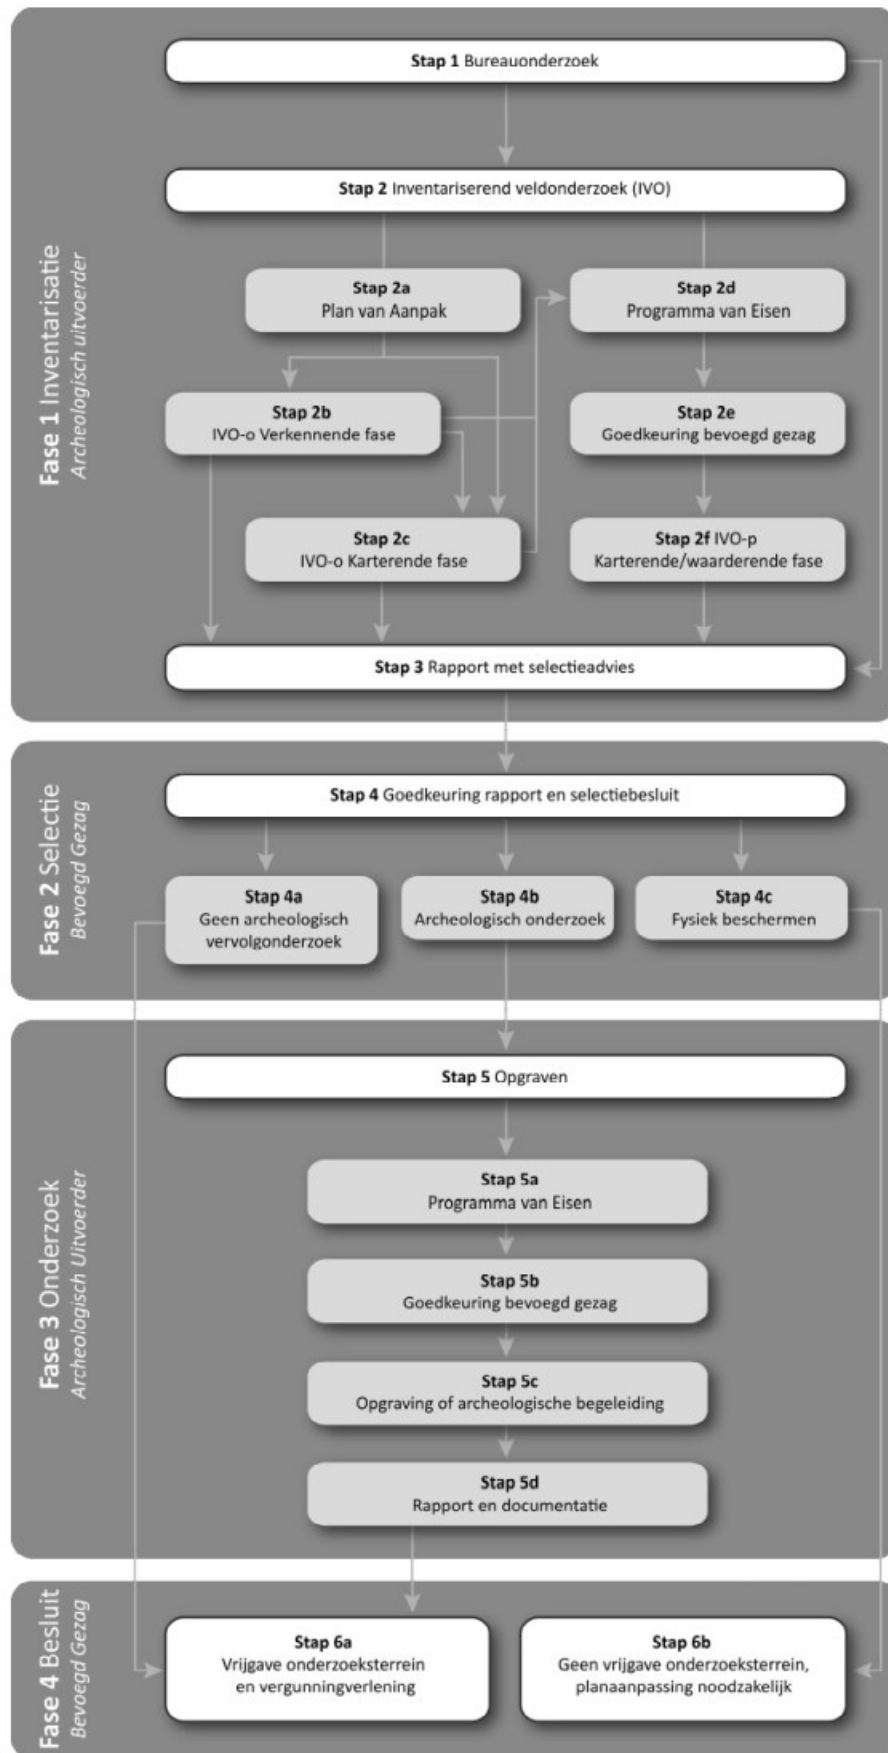 Fase 1 Inventarisatie
Archeologisch uitvoerder
Stap 1 Bureauonderzoek
Stap 2 Inventariserend veldonderzoek (IVO)
Stap 2a
Plan van Aanpak
Stap 2d
Programma van Eisen
Stap 2b
IVO-o Verkennende fase
Stap 2e
Goedkeuring bevoegd gezag
Stap 2c
IVO-o Karterende fase
Stap 2f IVO-p
Karterende/waarderende fase
Stap 3 Rapport met selectieadvies
Fase 2 Selectie
Bevoegd Gezag
Stap 4 Goedkeuring rapport en selectiebesluit
Stap 4a
Geen archeologisch
vervolgonderzoek
Stap 4b
Archeologisch onderzoek
Stap 4c
Fysiek beschermen
Fase 3 Onderzoek
Archeologisch Uitvoerder
Stap 5 Opgraven
Stap 5a
Programma van Eisen
Stap 5b
Goedkeuring bevoegd gezag
Stap 5c
Opgraving of archeologische begeleiding
Stap 5d
Rapport en documentatie
Fase 4 Besluit
Bevoegd Gezag
Stap 6a
Vrijgave onderzoeksterrein
en vergunningverlening
Stap 6b
Geen vrijgave onderzoeksterrein,
planaanpassing noodzakelijk